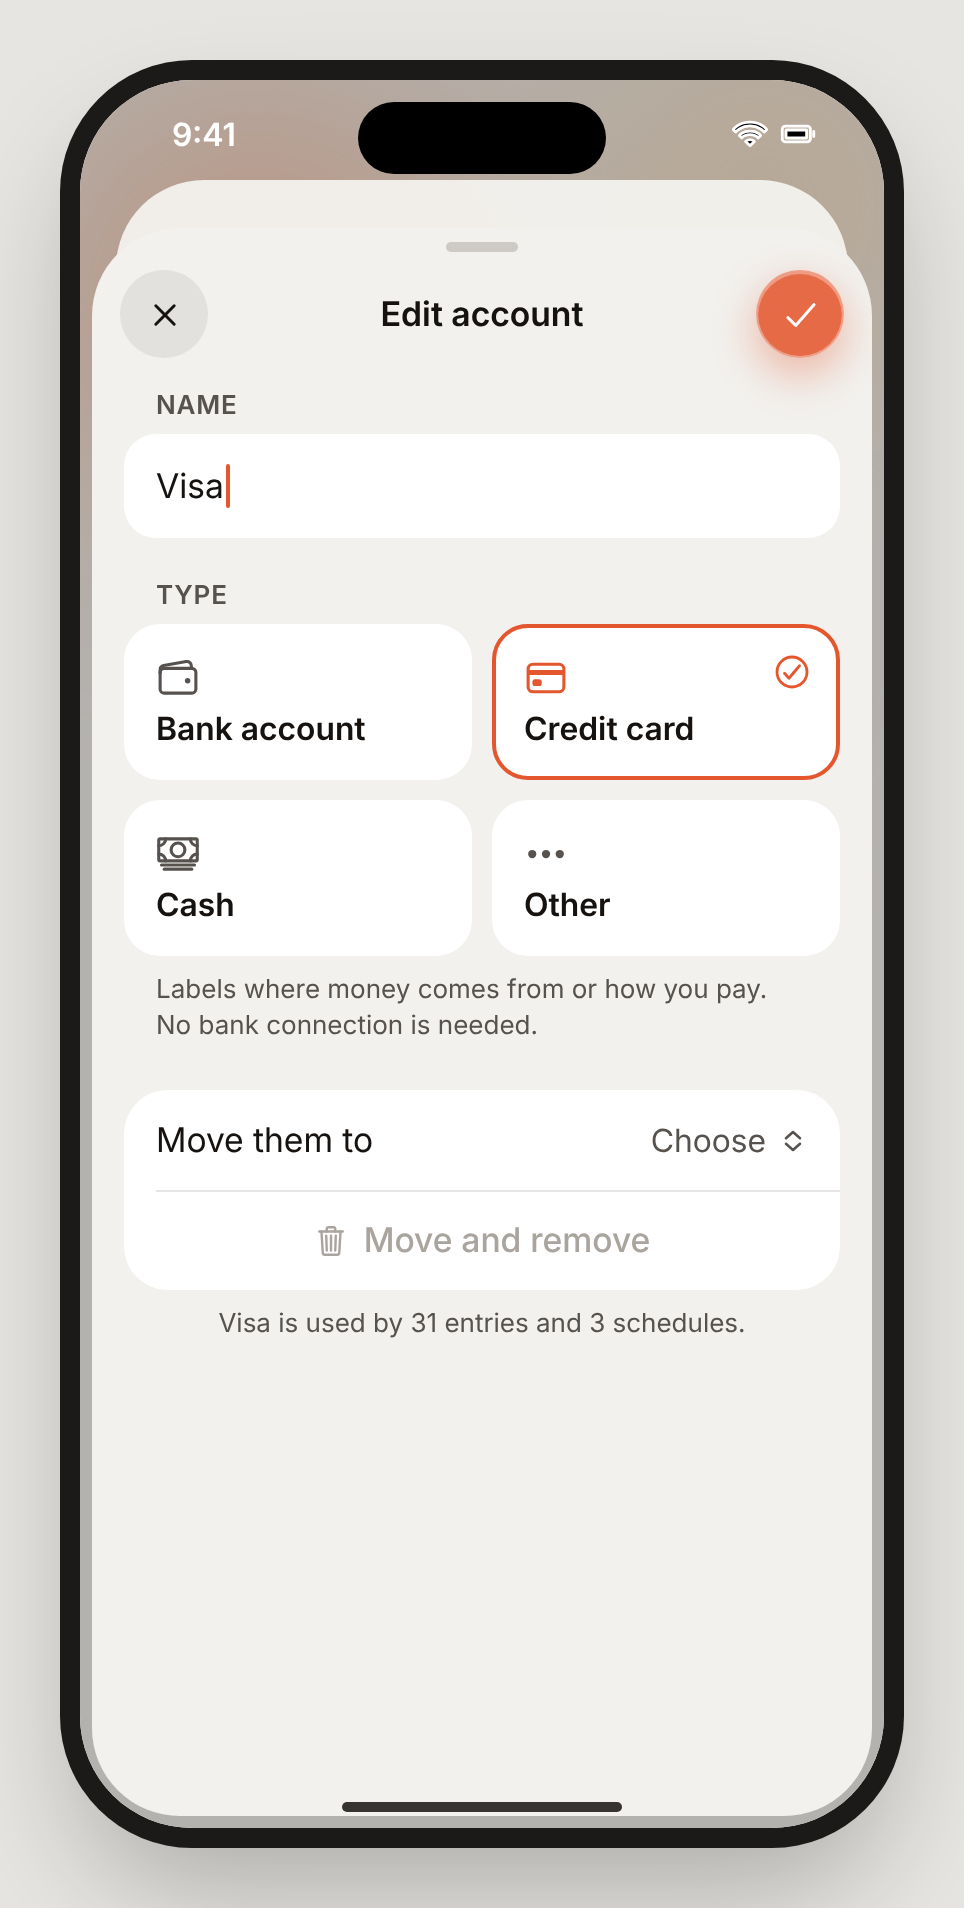 9:41
Edit account
NAME
Visa
TYPE
Bank account
Credit card
Cash
Other
Labels where money comes from or how you pay.
No bank connection is needed.
Move them to
Choose
Move and remove
Visa is used by 31 entries and 3 schedules.